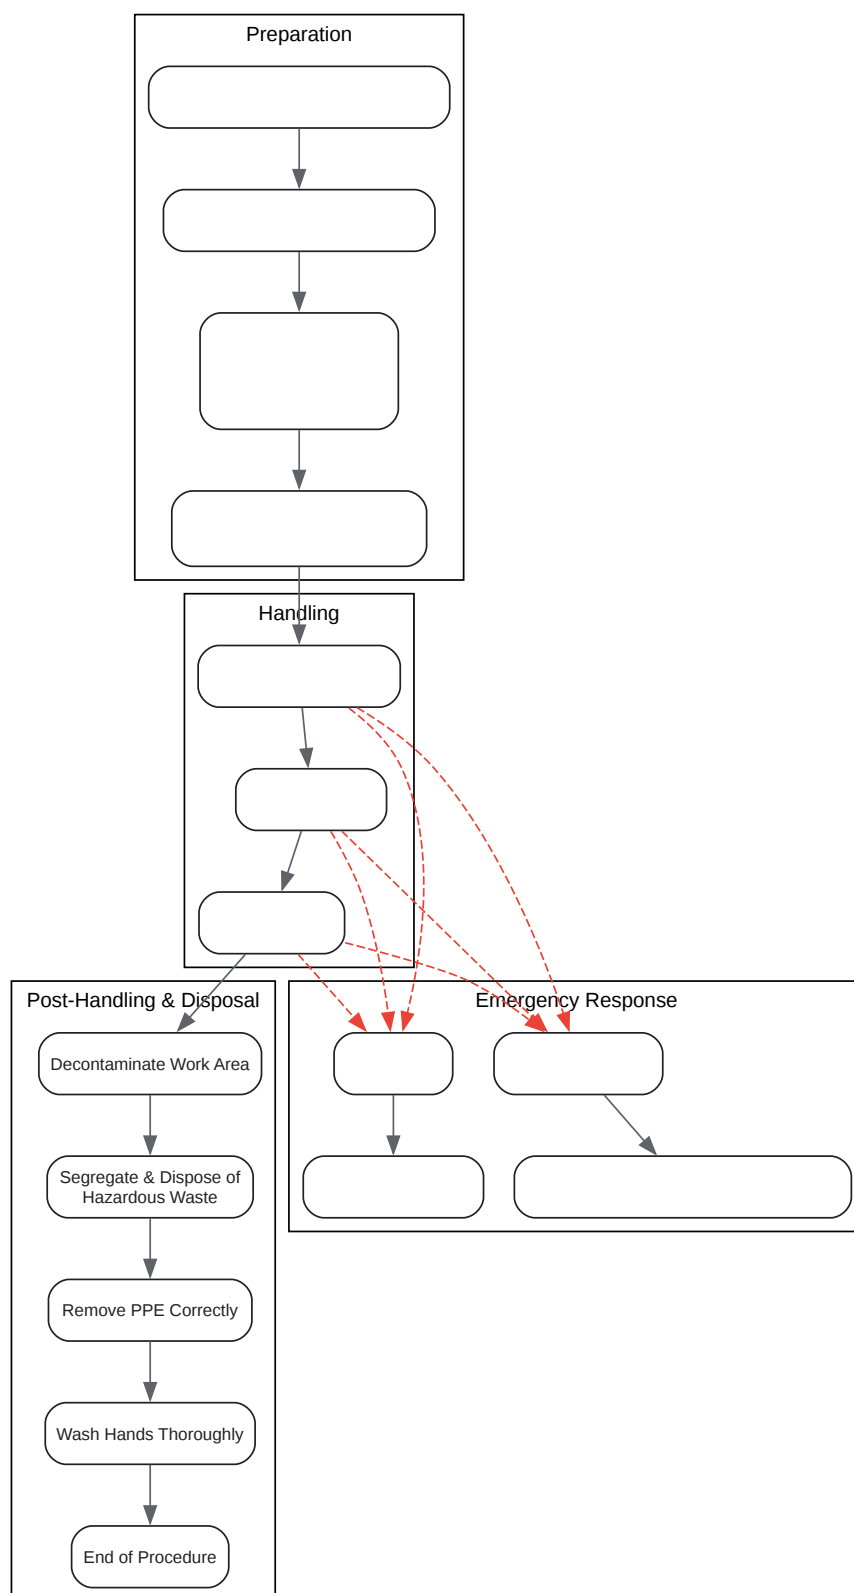 Preparation
Handling
Post-Handling & Disposal
Emergency Response
Decontaminate Work Area
Segregate & Dispose of
Hazardous Waste
Remove PPE Correctly
Wash Hands Thoroughly
End of Procedure